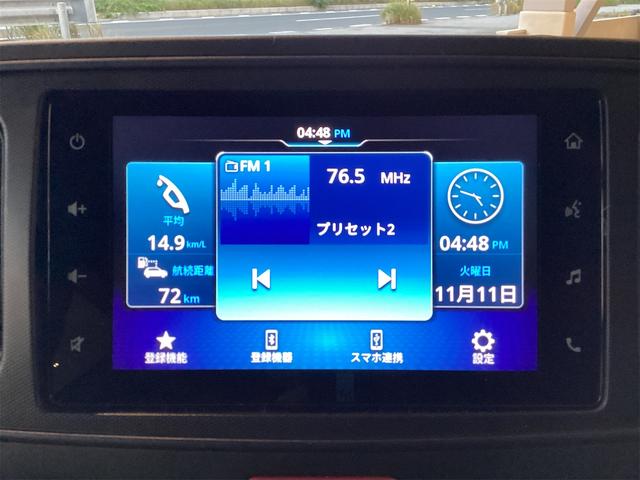 04:48 PM
FM 1
76.5 MHz
プリセット2
平均
14.9 km/L
航続距離
72 km
04:48 PM
火曜日
11月11日
登録機能
登録機器
スマホ連携
設定